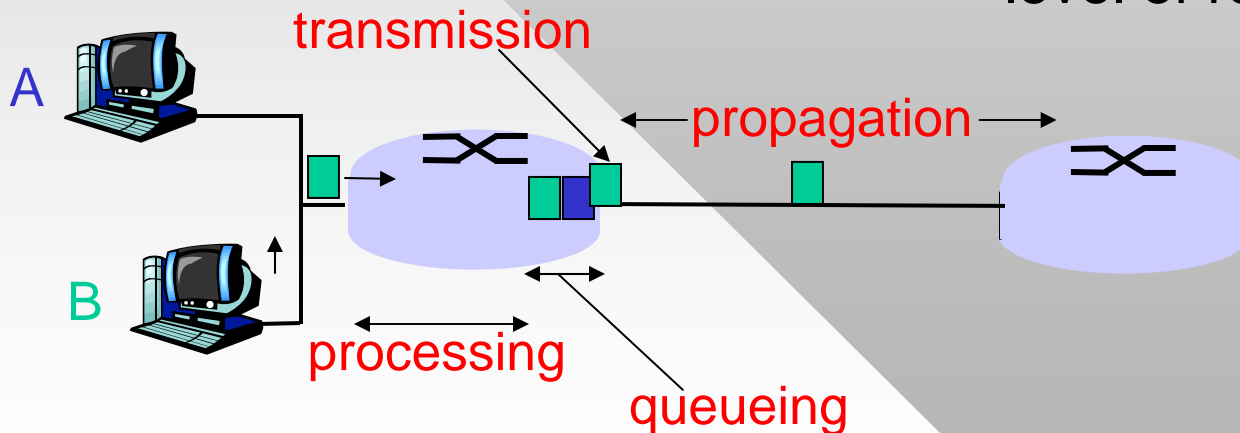 transmission
A
propagation
B
processing
queueing